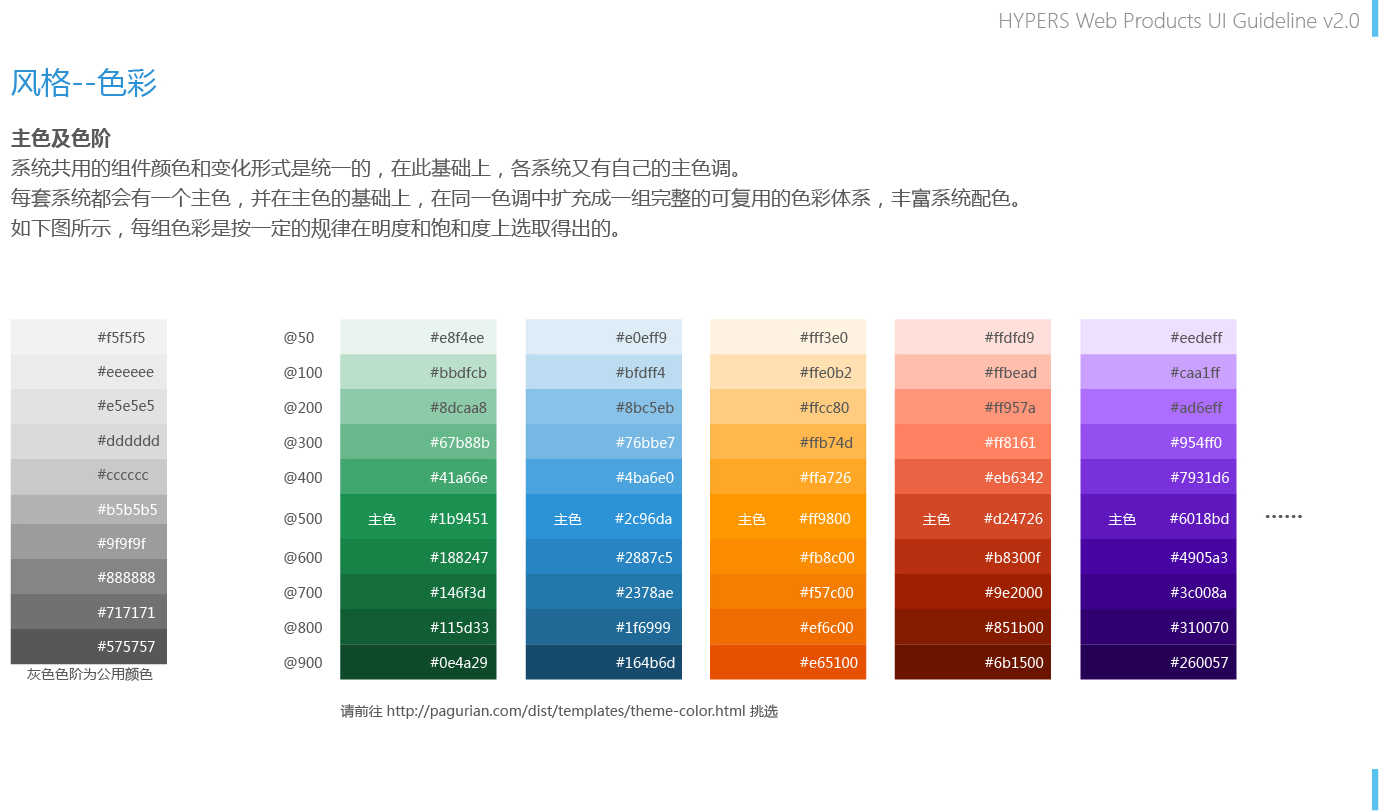 HYPERS Web Products UI Guideline v2.0
风格--色彩
主色及色阶
系统共用的组件颜色和变化形式是统一的，在此基础上，各系统又有自己的主色调。
每套系统都会有一个主色，并在主色的基础上，在同一色调中扩充成一组完整的可复用的色彩体系，丰富系统配色。
如下图所示，每组色彩是按一定的规律在明度和饱和度上选取得出的。
#f5f5f5 @50 #e8f4ee #e0eff9 #fff3e0 #ffdfd9 #eedeff
#eeeeee @100 #bbdfcb #bfdff4 #ffe0b2 #ffbead #caa1ff
#e5e5e5 @200 #8dcaa8 #8bc5eb #ffcc80 #ff957a #ad6eff
#dddddd @300 #67b88b #76bbe7 #ffb74d #ff8161 #954ff0
#cccccc @400 #41a66e #4ba6e0 #ffa726 #eb6342 #7931d6
#b5b5b5 @500 主色 #1b9451 主色 #2c96da 主色 #ff9800 主色 #d24726 主色 #6018bd ······
#9f9f9f @600 #188247 #2887c5 #fb8c00 #b8300f #4905a3
#888888 @700 #146f3d #2378ae #f57c00 #9e2000 #3c008a
#717171 @800 #115d33 #1f6999 #ef6c00 #851b00 #310070
#575757 @900 #0e4a29 #164b6d #e65100 #6b1500 #260057
灰色色阶为公用颜色
请前往 http://pagurian.com/dist/templates/theme-color.html 挑选